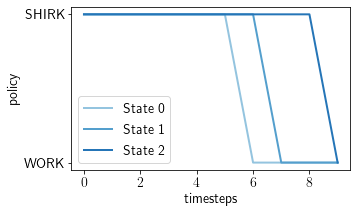 SHIRK
policy
State 0
State 1
State 2
WORK
0 2 4 6 8
timesteps